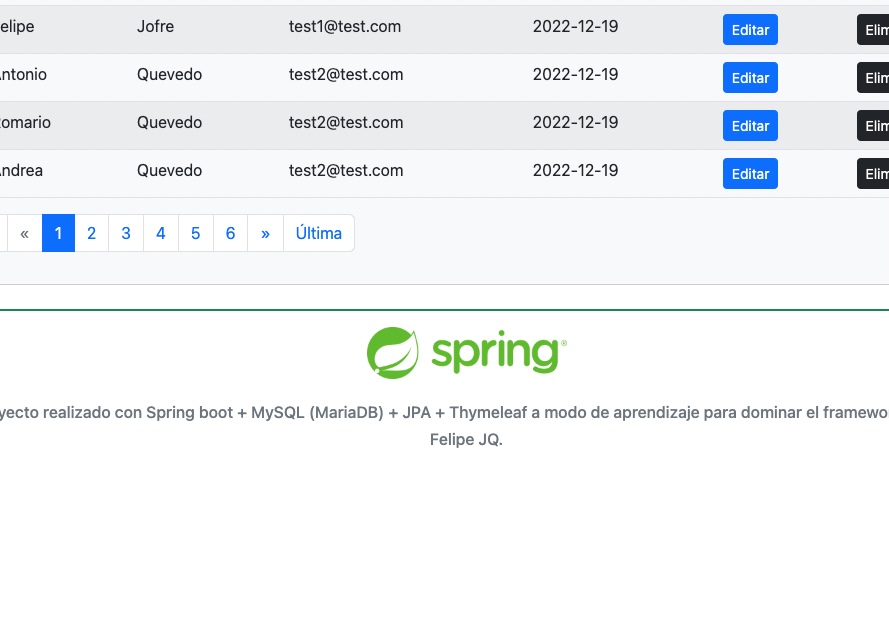 elipe Jofre test1@test.com 2022-12-19 Editar Elim
ntonio Quevedo test2@test.com 2022-12-19 Editar Elim
omario Quevedo test2@test.com 2022-12-19 Editar Elim
ndrea Quevedo test2@test.com 2022-12-19 Editar Elim
« 1 2 3 4 5 6 » Última
spring®
yecto realizado con Spring boot + MySQL (MariaDB) + JPA + Thymeleaf a modo de aprendizaje para dominar el framewo
Felipe JQ.